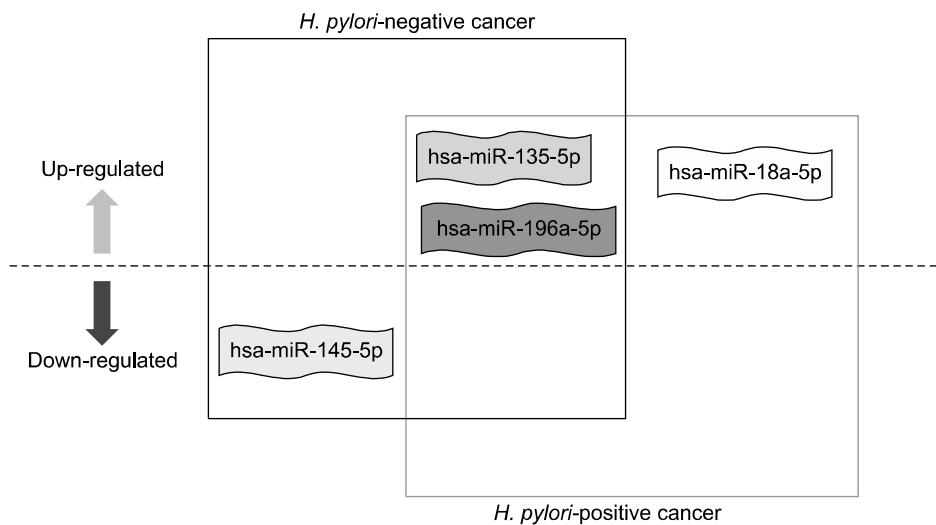 H. pylori-negative cancer
hsa-miR-135-5p
hsa-miR-18a-5p
Up-regulated
hsa-miR-196a-5p
hsa-miR-145-5p
Down-regulated
H. pylori-positive cancer